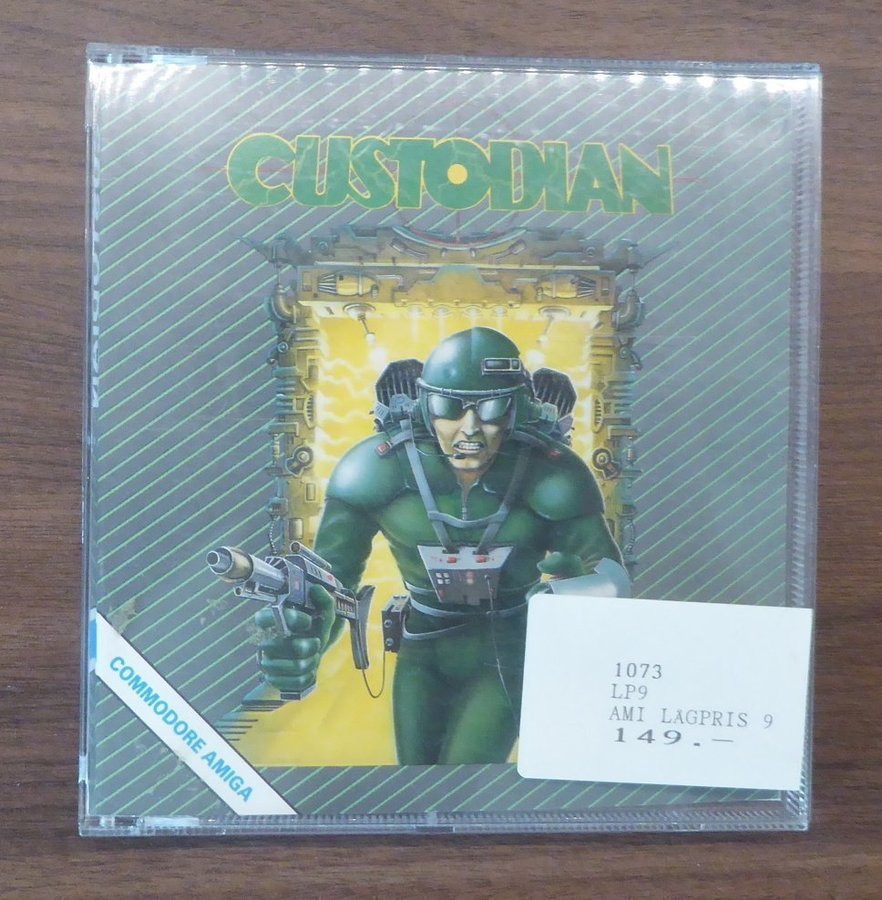 CUSTODIAN
COMMODORE AMIGA
1073
LP9
AMI LÅGPRIS 9
149.—